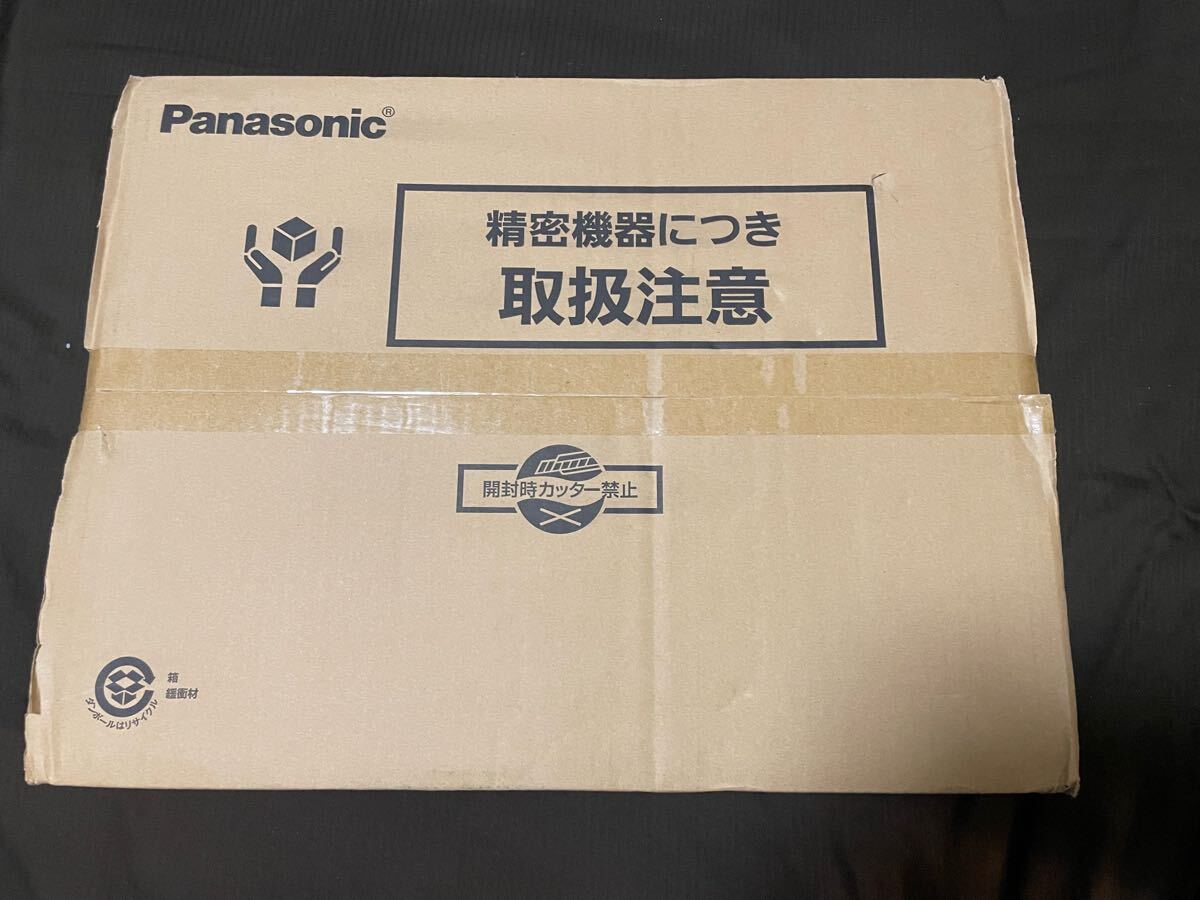 Panasonic®
精密機器につき
取扱注意
開封時カッター禁止
箱
緩衝材
ダンボールはリサイクル